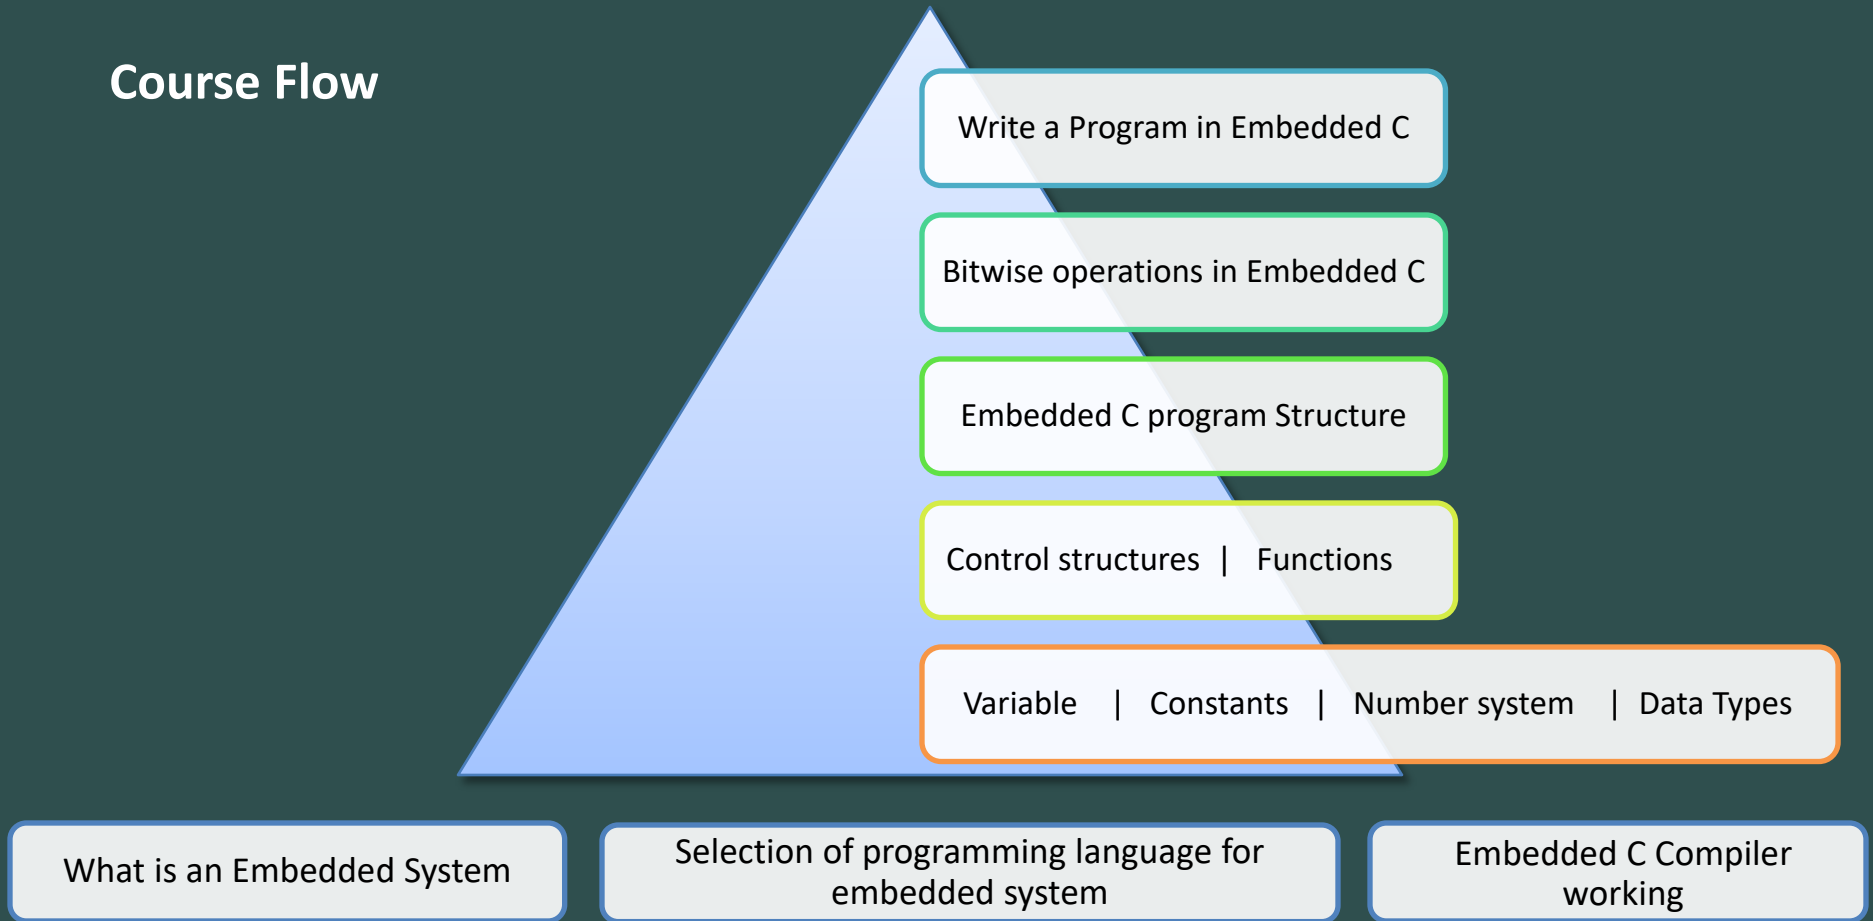 Course Flow
Write a Program in Embedded C
Bitwise operations in Embedded C
Embedded C program Structure
Control structures | Functions
Variable | Constants | Number system | Data Types
What is an Embedded System
Selection of programming language for
embedded system
Embedded C Compiler
working